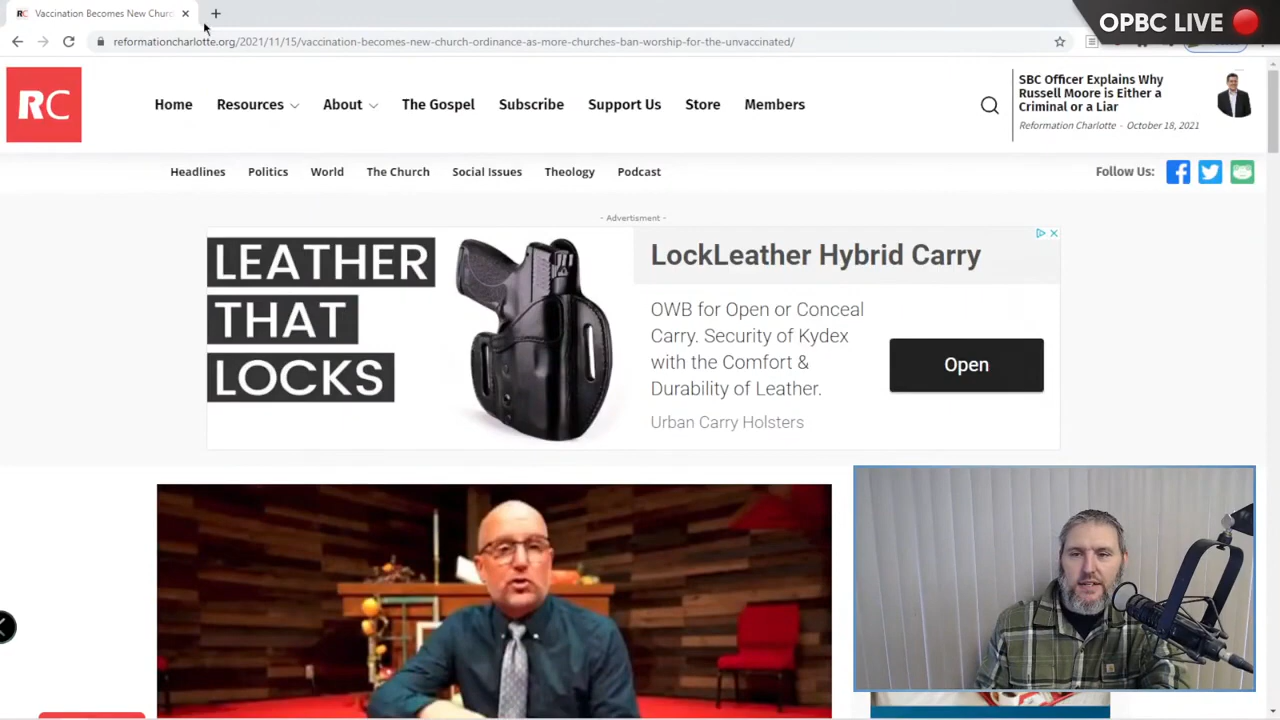 Vaccination Becomes New Churc
OPBC LIVE
reformationcharlotte.org/2021/11/15/vaccination-becomes-new-church-ordinance-as-more-churches-ban-worship-for-the-unvaccinated/
RC
Home
Resources
About
The Gospel
Subscribe
Support Us
Store
Members
SBC Officer Explains Why
Russell Moore is Either a
Criminal or a Liar
Reformation Charlotte - October 18, 2021
Headlines
Politics
World
The Church
Social Issues
Theology
Podcast
Follow Us:
- Advertisment -
LEATHER
THAT
LOCKS
LockLeather Hybrid Carry
OWB for Open or Conceal
Carry. Security of Kydex
with the Comfort &
Durability of Leather.
Urban Carry Holsters
Open